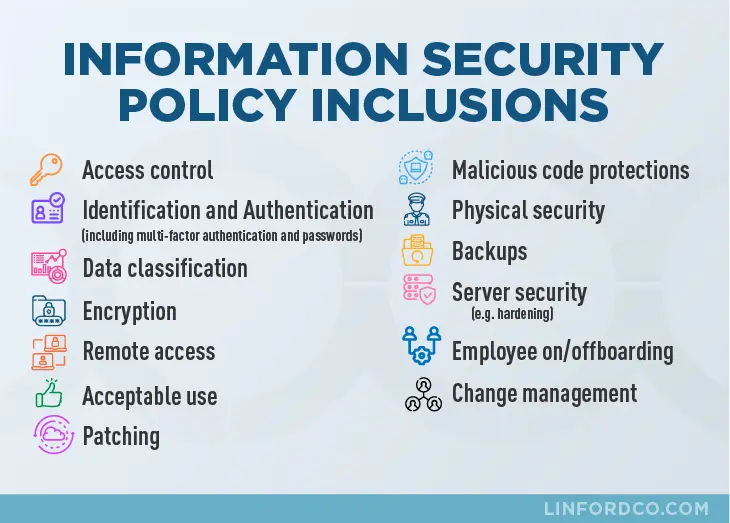 INFORMATION SECURITY
POLICY INCLUSIONS
Access control
Identification and Authentication
(including multi-factor authentication and passwords)
Data classification
Encryption
Remote access
Acceptable use
Patching
Malicious code protections
Physical security
Backups
Server security
(e.g. hardening)
Employee on/offboarding
Change management
LINFORDCO.COM